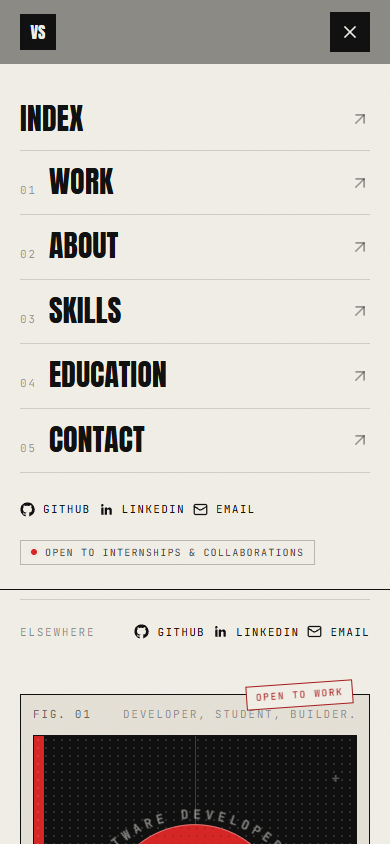 VS
INDEX
01 WORK
02 ABOUT
03 SKILLS
04 EDUCATION
05 CONTACT
GITHUB LINKEDIN EMAIL
OPEN TO INTERNSHIPS & COLLABORATIONS
ELSEWHERE GITHUB LINKEDIN EMAIL
OPEN TO WORK
FIG. 01 DEVELOPER, STUDENT, BUILDER.